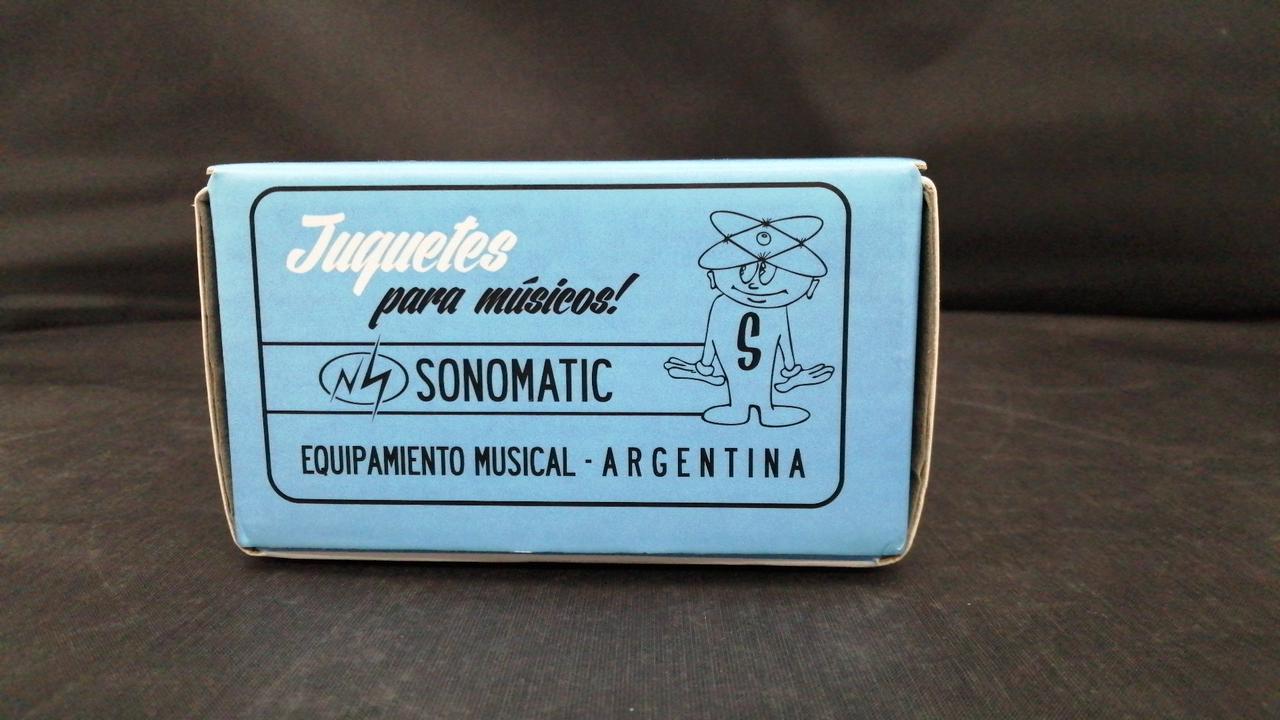 Juguetes
para músicos!
SONOMATIC
S
EQUIPAMIENTO MUSICAL - ARGENTINA